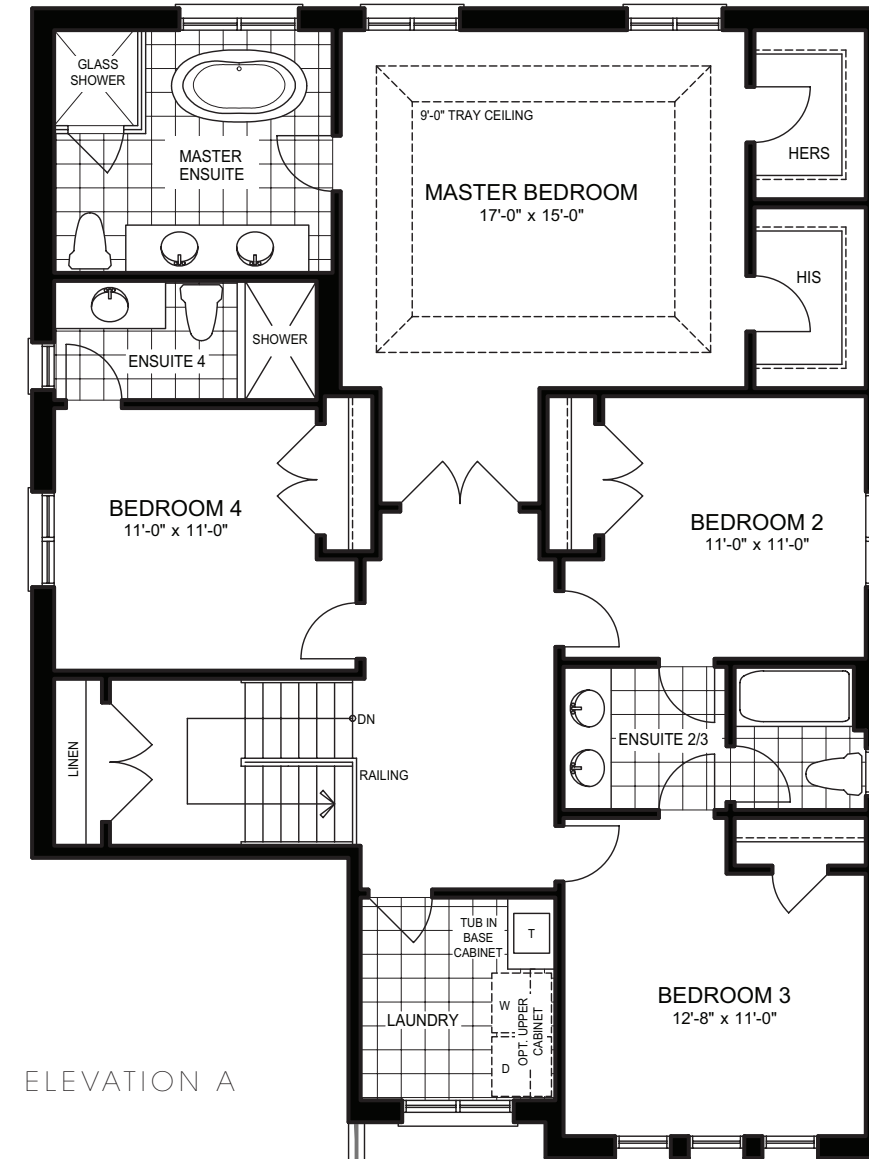 GLASS
SHOWER
9'-0" TRAY CEILING
MASTER
ENSUITE
HERS
MASTER BEDROOM
17'-0" x 15'-0"
HIS
SHOWER
ENSUITE 4
BEDROOM 4
11'-0" x 11'-0"
BEDROOM 2
11'-0" x 11'-0"
LINEN
DN
RAILING
ENSUITE 2/3
TUB IN
BASE
CABINET
T
W
D
OPT. UPPER
CABINET
LAUNDRY
BEDROOM 3
12'-8" x 11'-0"
ELEVATION A